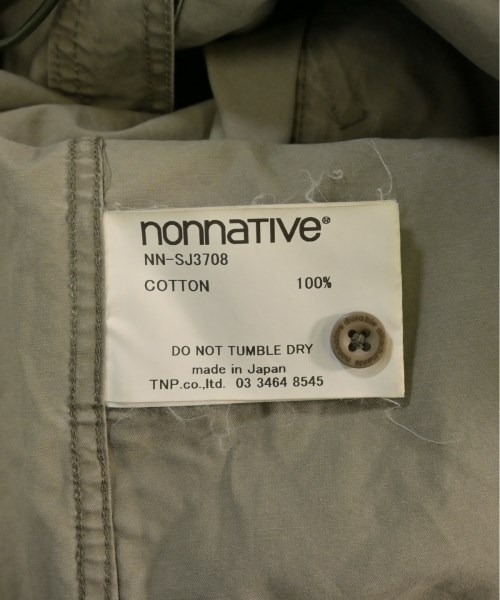 nonnative®
NN-SJ3708
COTTON 100%
DO NOT TUMBLE DRY
made in Japan
TNP.co.,ltd. 03 3464 8545